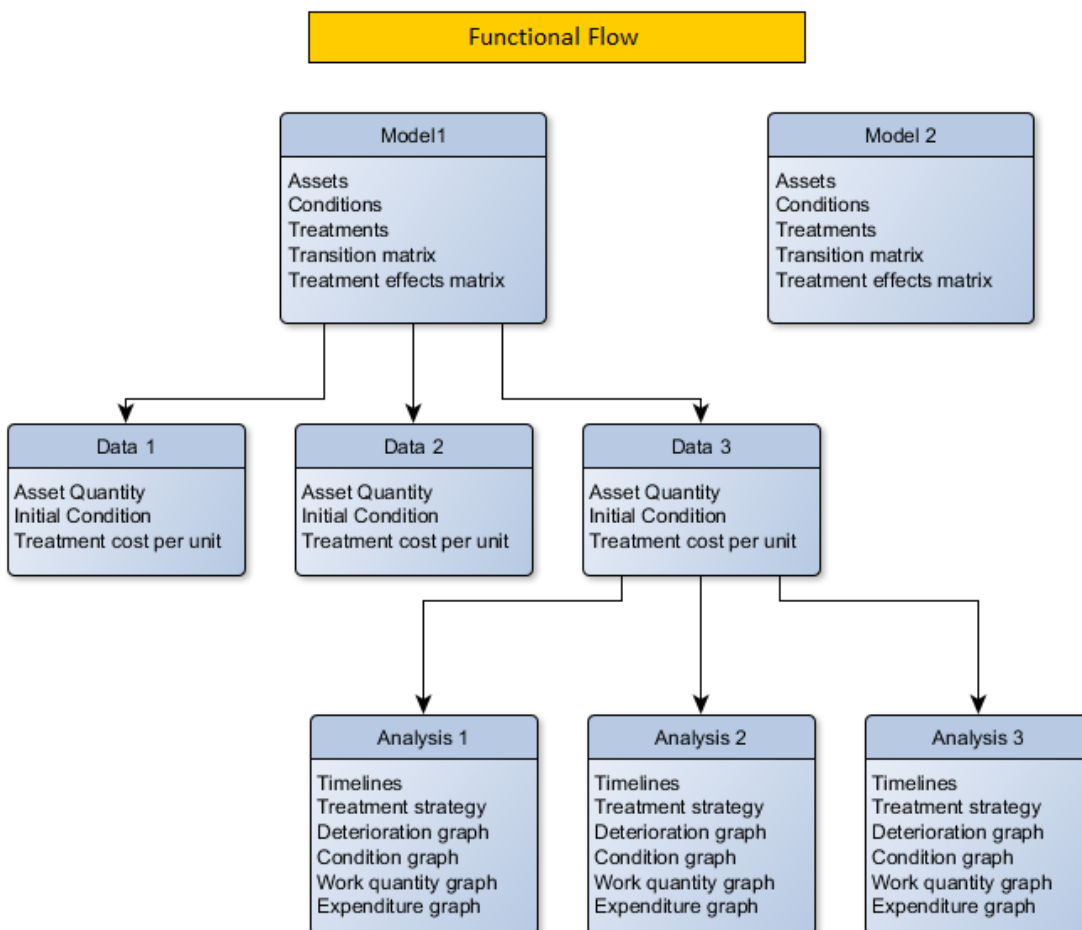 Functional Flow
Model1
Assets
Conditions
Treatments
Transition matrix
Treatment effects matrix
Model 2
Assets
Conditions
Treatments
Transition matrix
Treatment effects matrix
Data 1
Asset Quantity
Initial Condition
Treatment cost per unit
Data 2
Asset Quantity
Initial Condition
Treatment cost per unit
Data 3
Asset Quantity
Initial Condition
Treatment cost per unit
Analysis 1
Timelines
Treatment strategy
Deterioration graph
Condition graph
Work quantity graph
Expenditure graph
Analysis 2
Timelines
Treatment strategy
Deterioration graph
Condition graph
Work quantity graph
Expenditure graph
Analysis 3
Timelines
Treatment strategy
Deterioration graph
Condition graph
Work quantity graph
Expenditure graph